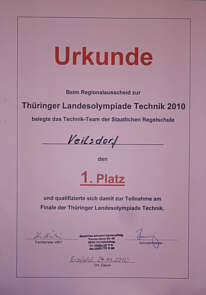 Urkunde
Beim Regionalausscheid zur
Thüringer Landesolympiade Technik 2010
belegte das Technik-Team der Staatlichen Regelschule
Veilsdorf
den
1. Platz
und qualifizierte sich damit zur Teilnahme am
Finale der Thüringer Landesolympiade Technik.